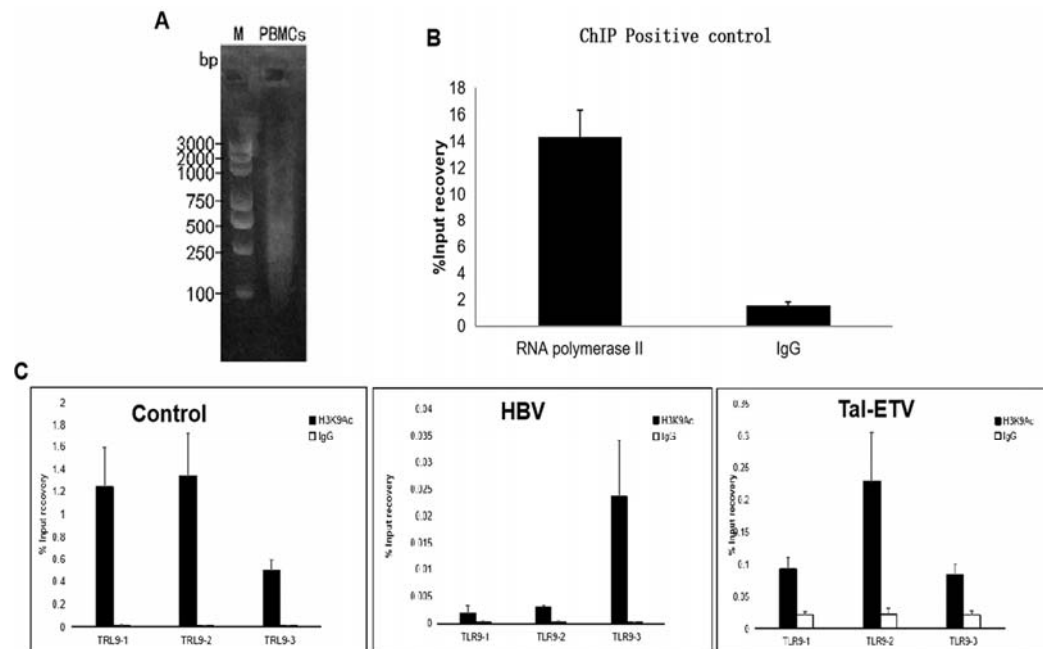 A
M PBMCs
bp
3000
2000
1000
750
500
250
100
B
ChIP Positive control
%Input recovery
18
16
14
12
10
8
6
4
2
0
RNA polymerase II
IgG
C
Control
H3K9Ac
IgG
% Input recovery
2
1.8
1.6
1.4
1.2
1
0.8
0.6
0.4
0.2
0
TRL9-1 TRL9-2 TRL9-3
HBV
H3K9Ac
IgG
% Input recovery
0.04
0.035
0.03
0.025
0.02
0.015
0.01
0.005
0
TLR9-1 TLR9-2 TLR9-3
Tal-ETV
H3K9Ac
IgG
% Input recovery
0.25
0.2
0.15
0.1
0.05
0
TLR9-1 TLR9-2 TLR9-3